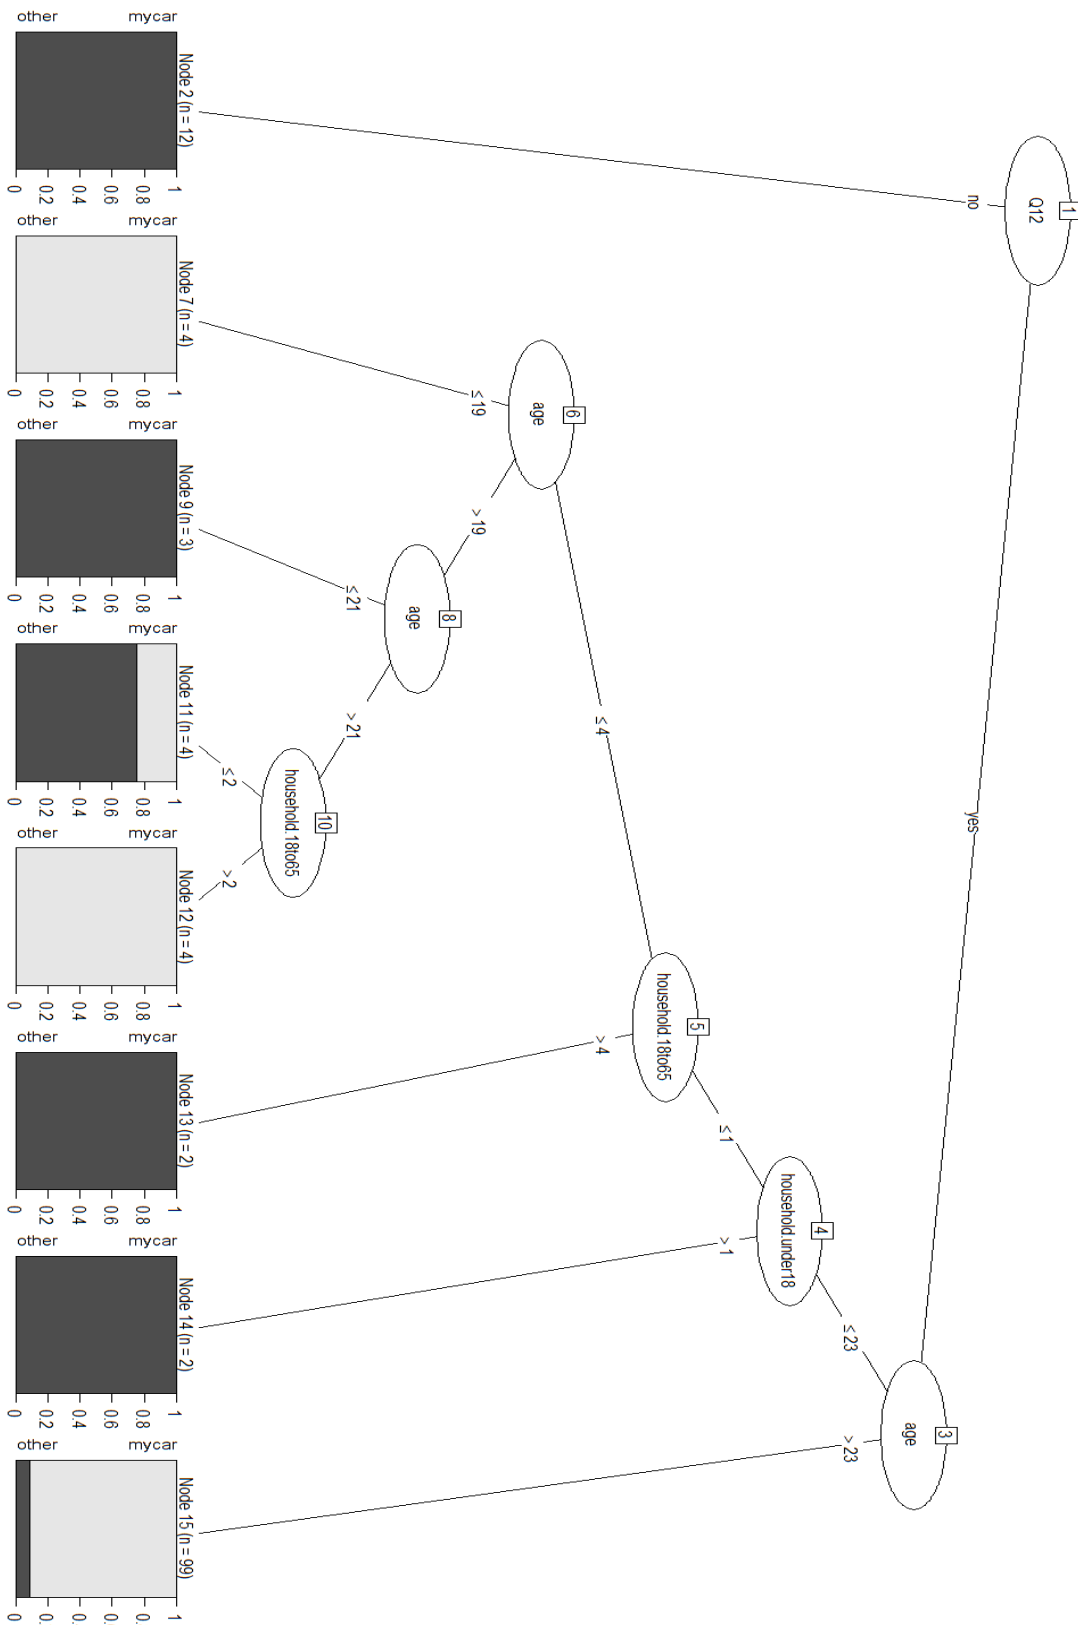 1
Q12
no
yes
3
age
≤ 23
> 23
4
household.under18
≤ 1
> 1
5
household.18to65
≤ 4
> 4
6
age
≤ 19
> 19
8
age
≤ 21
> 21
10
household.18to65
≤ 2
> 2
Node 2 (n = 12)
mycar
other
1
0.8
0.6
0.4
0.2
0
Node 7 (n = 4)
mycar
other
1
0.8
0.6
0.4
0.2
0
Node 9 (n = 3)
mycar
other
1
0.8
0.6
0.4
0.2
0
Node 11 (n = 4)
mycar
other
1
0.8
0.6
0.4
0.2
0
Node 12 (n = 4)
mycar
other
1
0.8
0.6
0.4
0.2
0
Node 13 (n = 2)
mycar
other
1
0.8
0.6
0.4
0.2
0
Node 14 (n = 2)
mycar
other
1
0.8
0.6
0.4
0.2
0
Node 15 (n = 99)
mycar
other
1